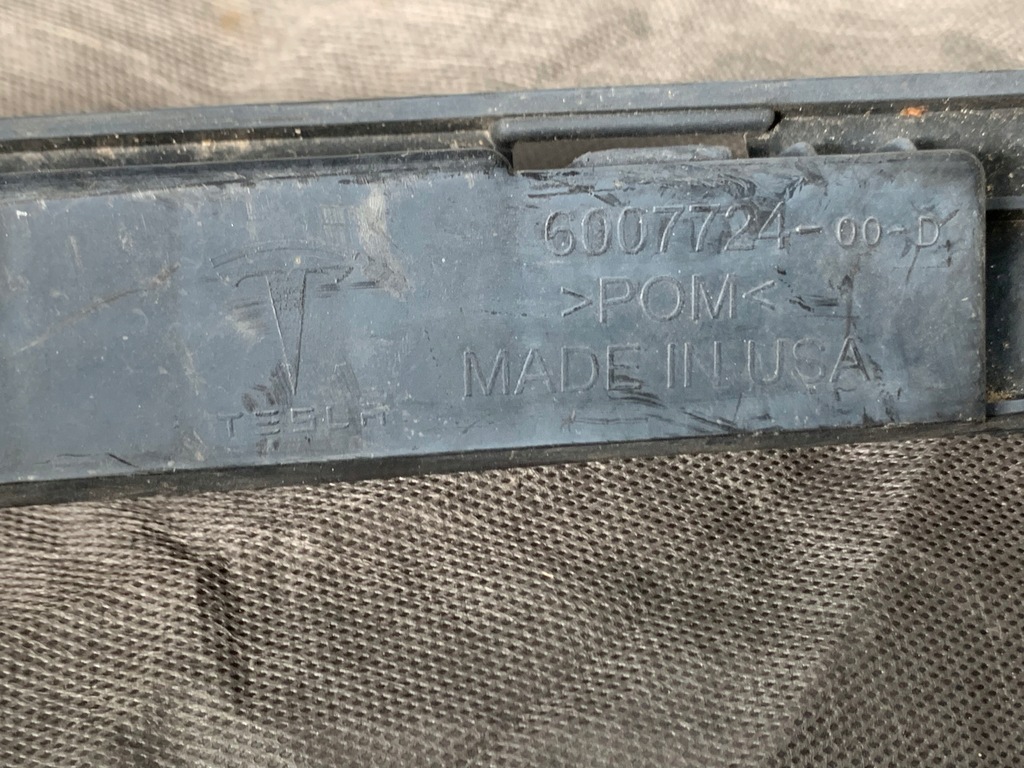 6007724-00-D
>POM<
MADE IN USA
TESLA